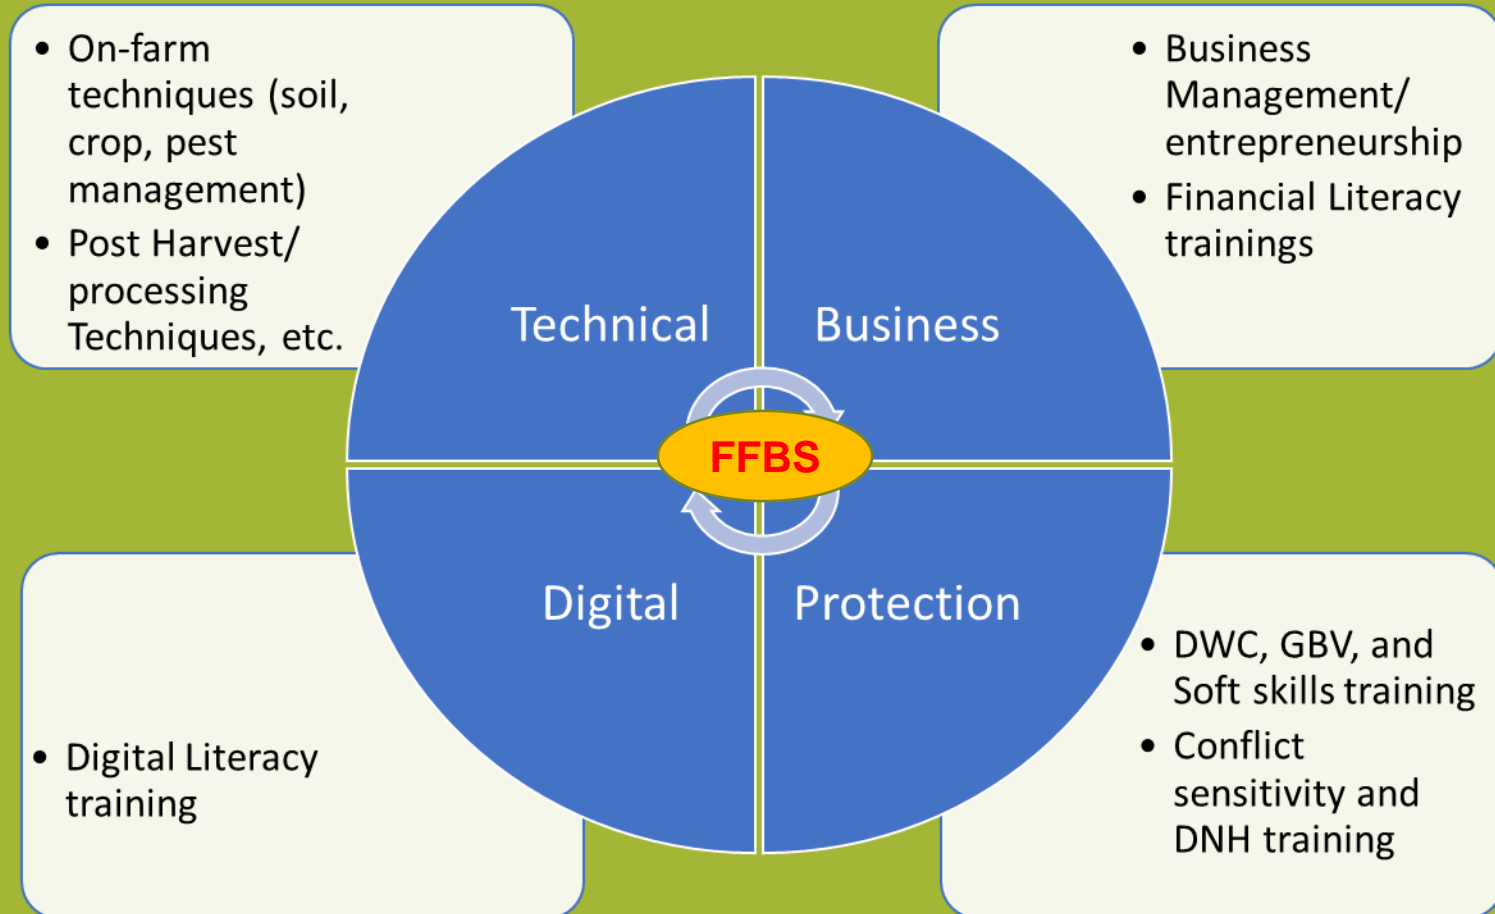 • On-farm
techniques (soil,
crop, pest
management)
• Post Harvest/
processing
Techniques, etc.
• Business
Management/
entrepreneurship
• Financial Literacy
trainings
Technical
Business
FFBS
Digital
Protection
• Digital Literacy
training
• DWC, GBV, and
Soft skills training
• Conflict
sensitivity and
DNH training